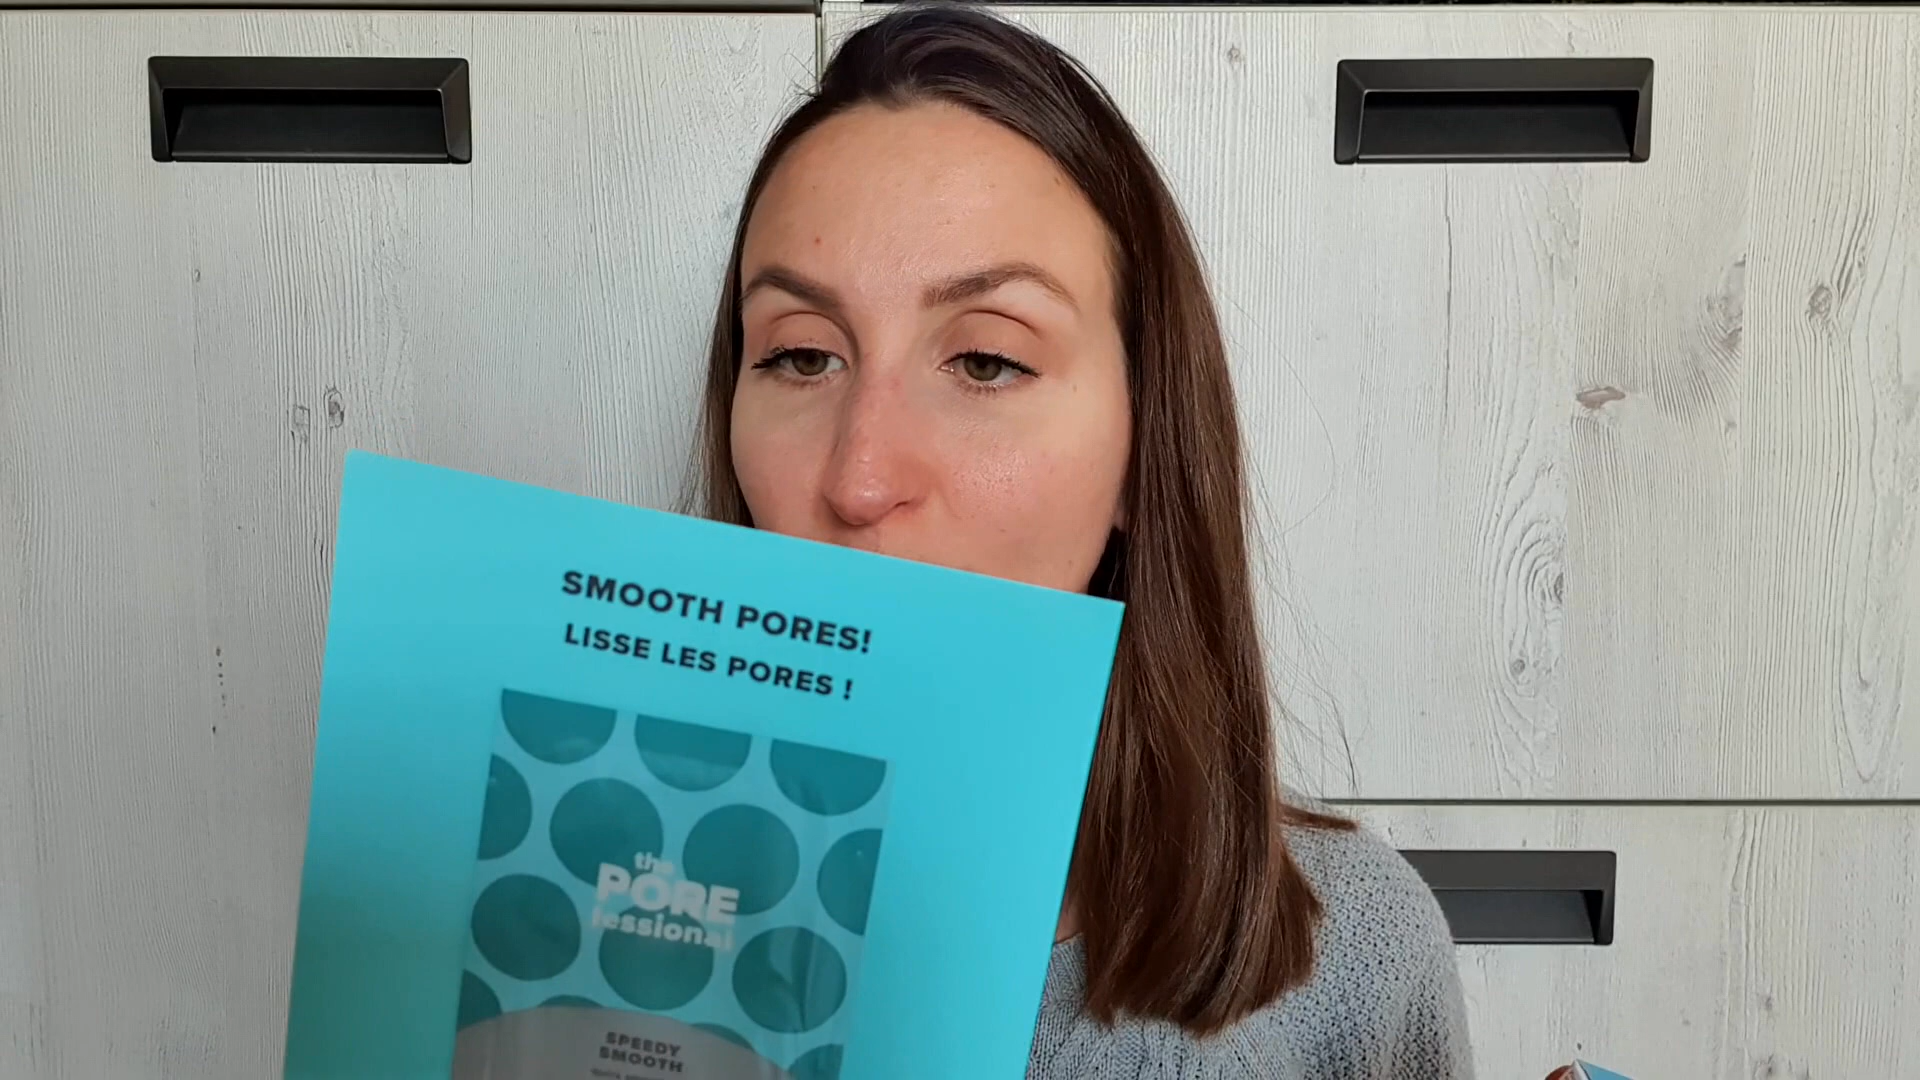 SMOOTH PORES!
LISSE LES PORES !
the
PORE
fessional
SPEEDY
SMOOTH